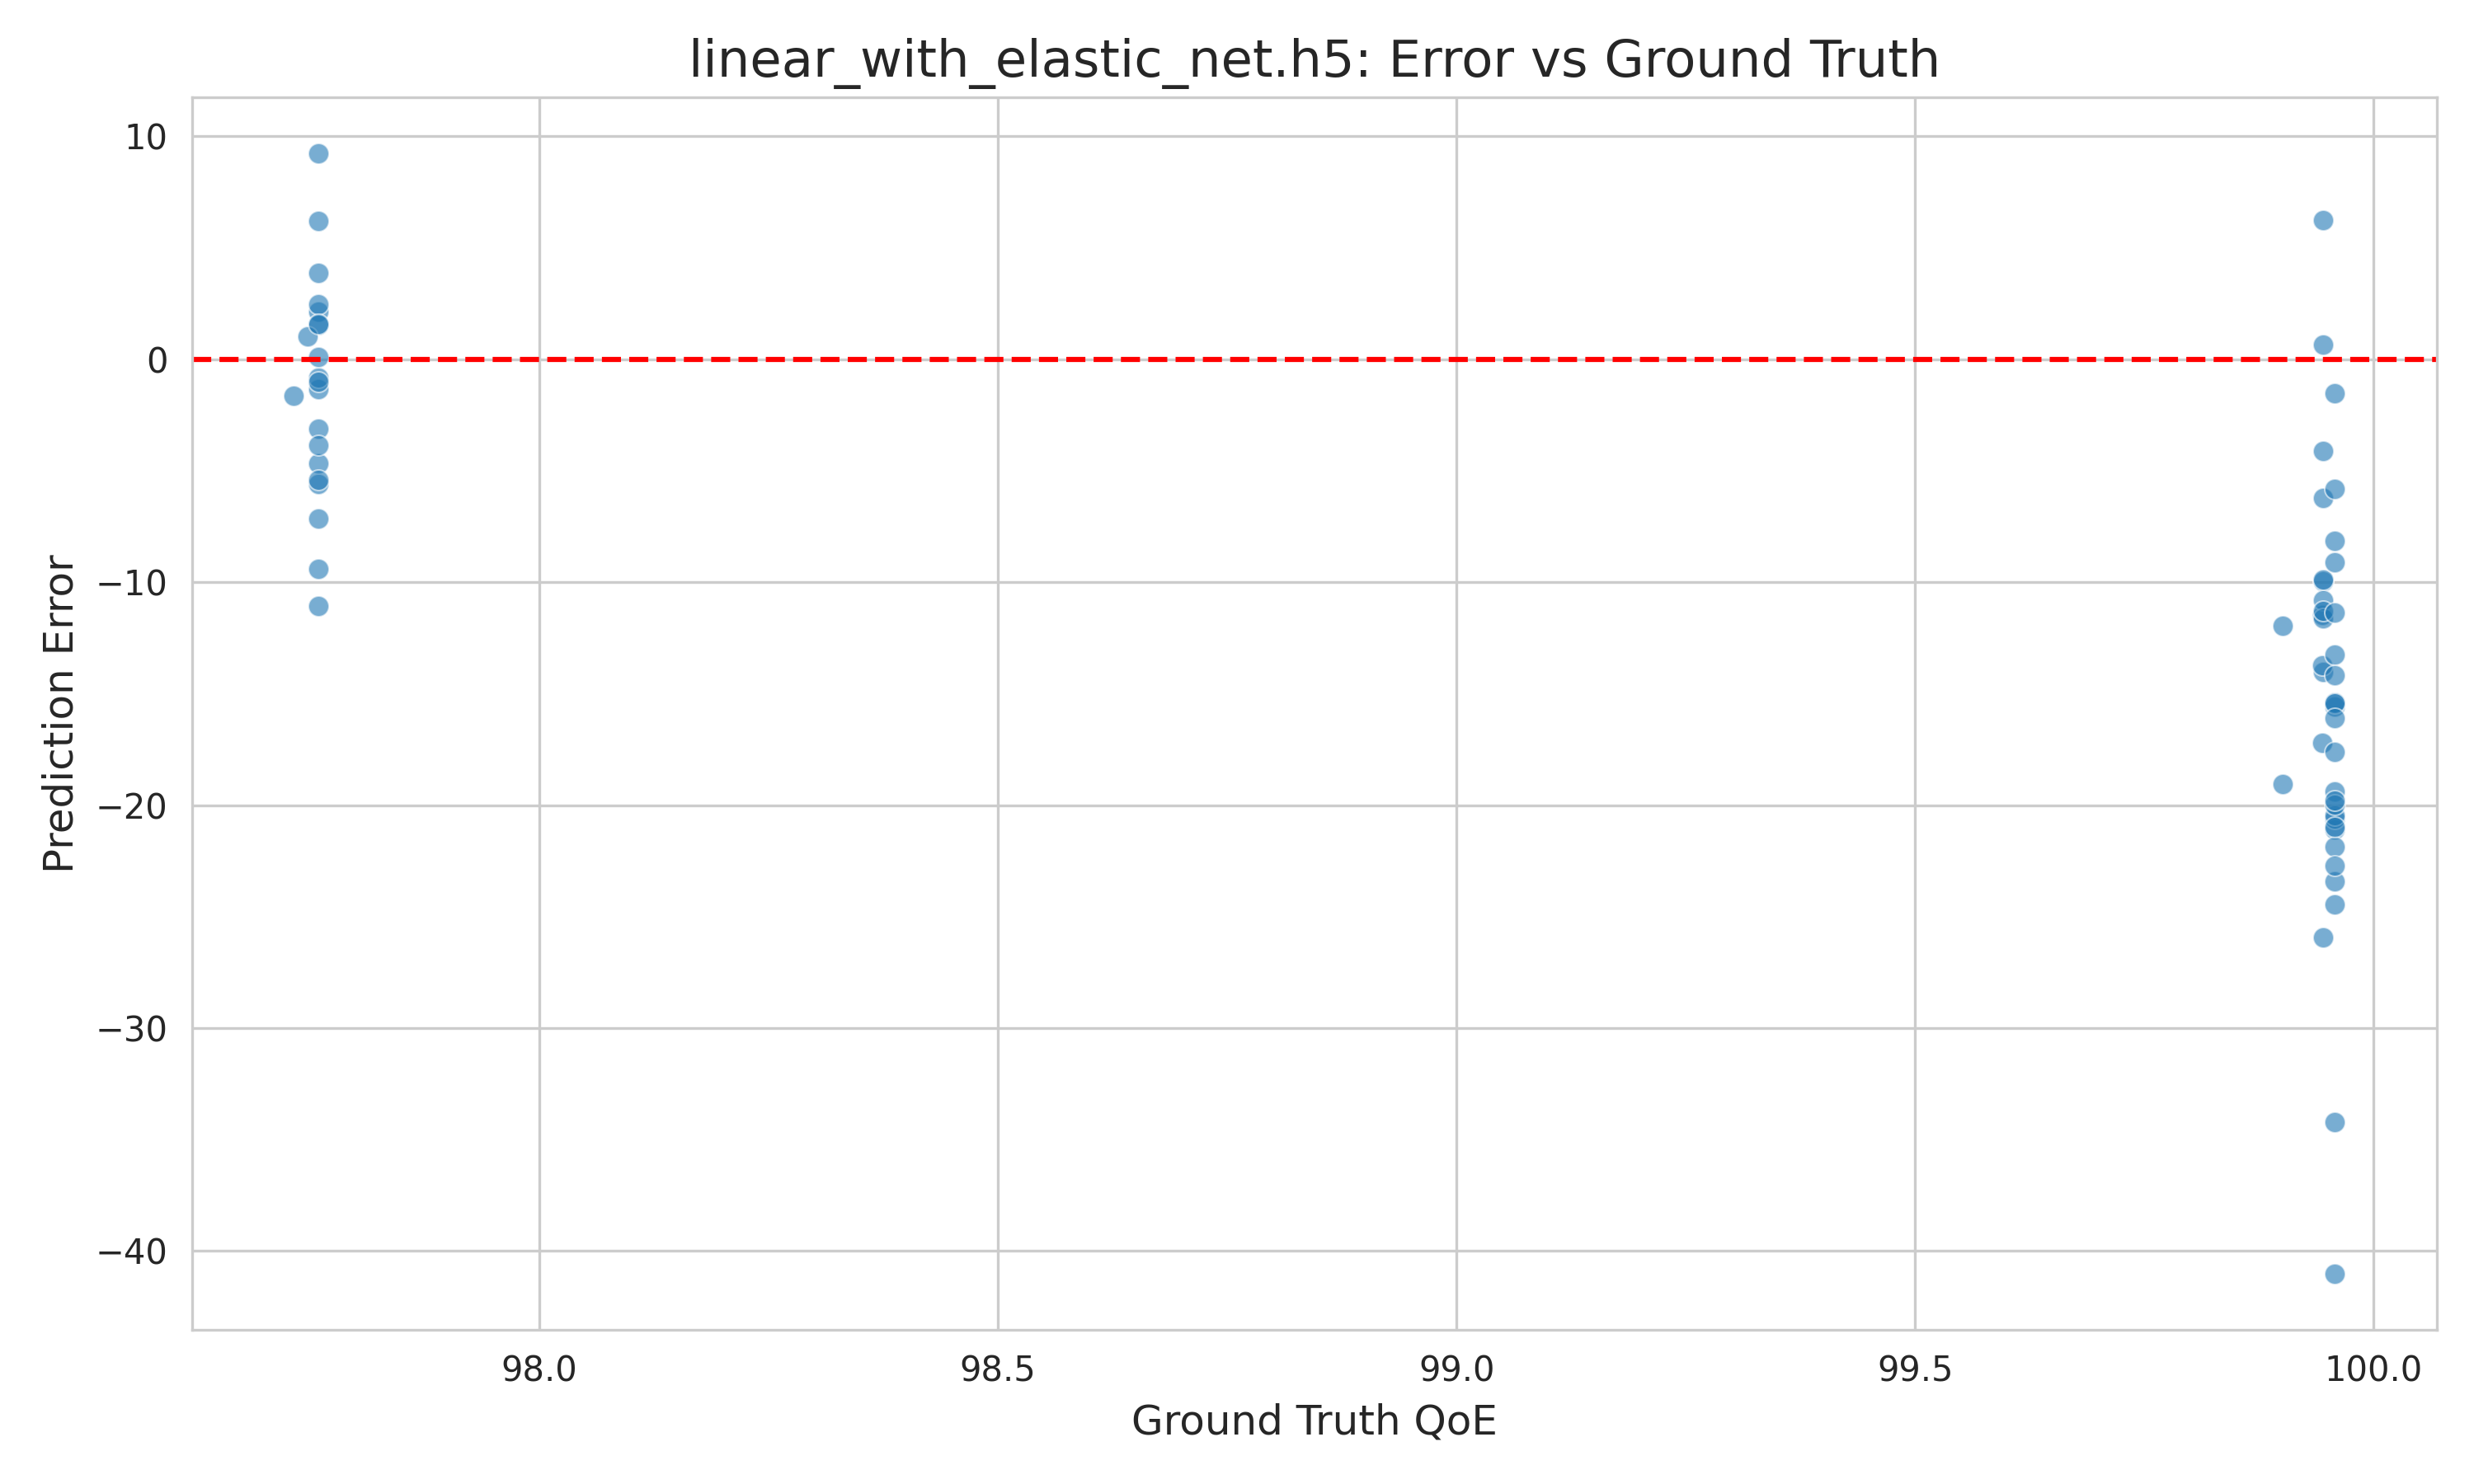 linear_with_elastic_net.h5: Error vs Ground Truth
10
0
−10
−20
−30
−40
Prediction Error
98.0 98.5 99.0 99.5 100.0
Ground Truth QoE